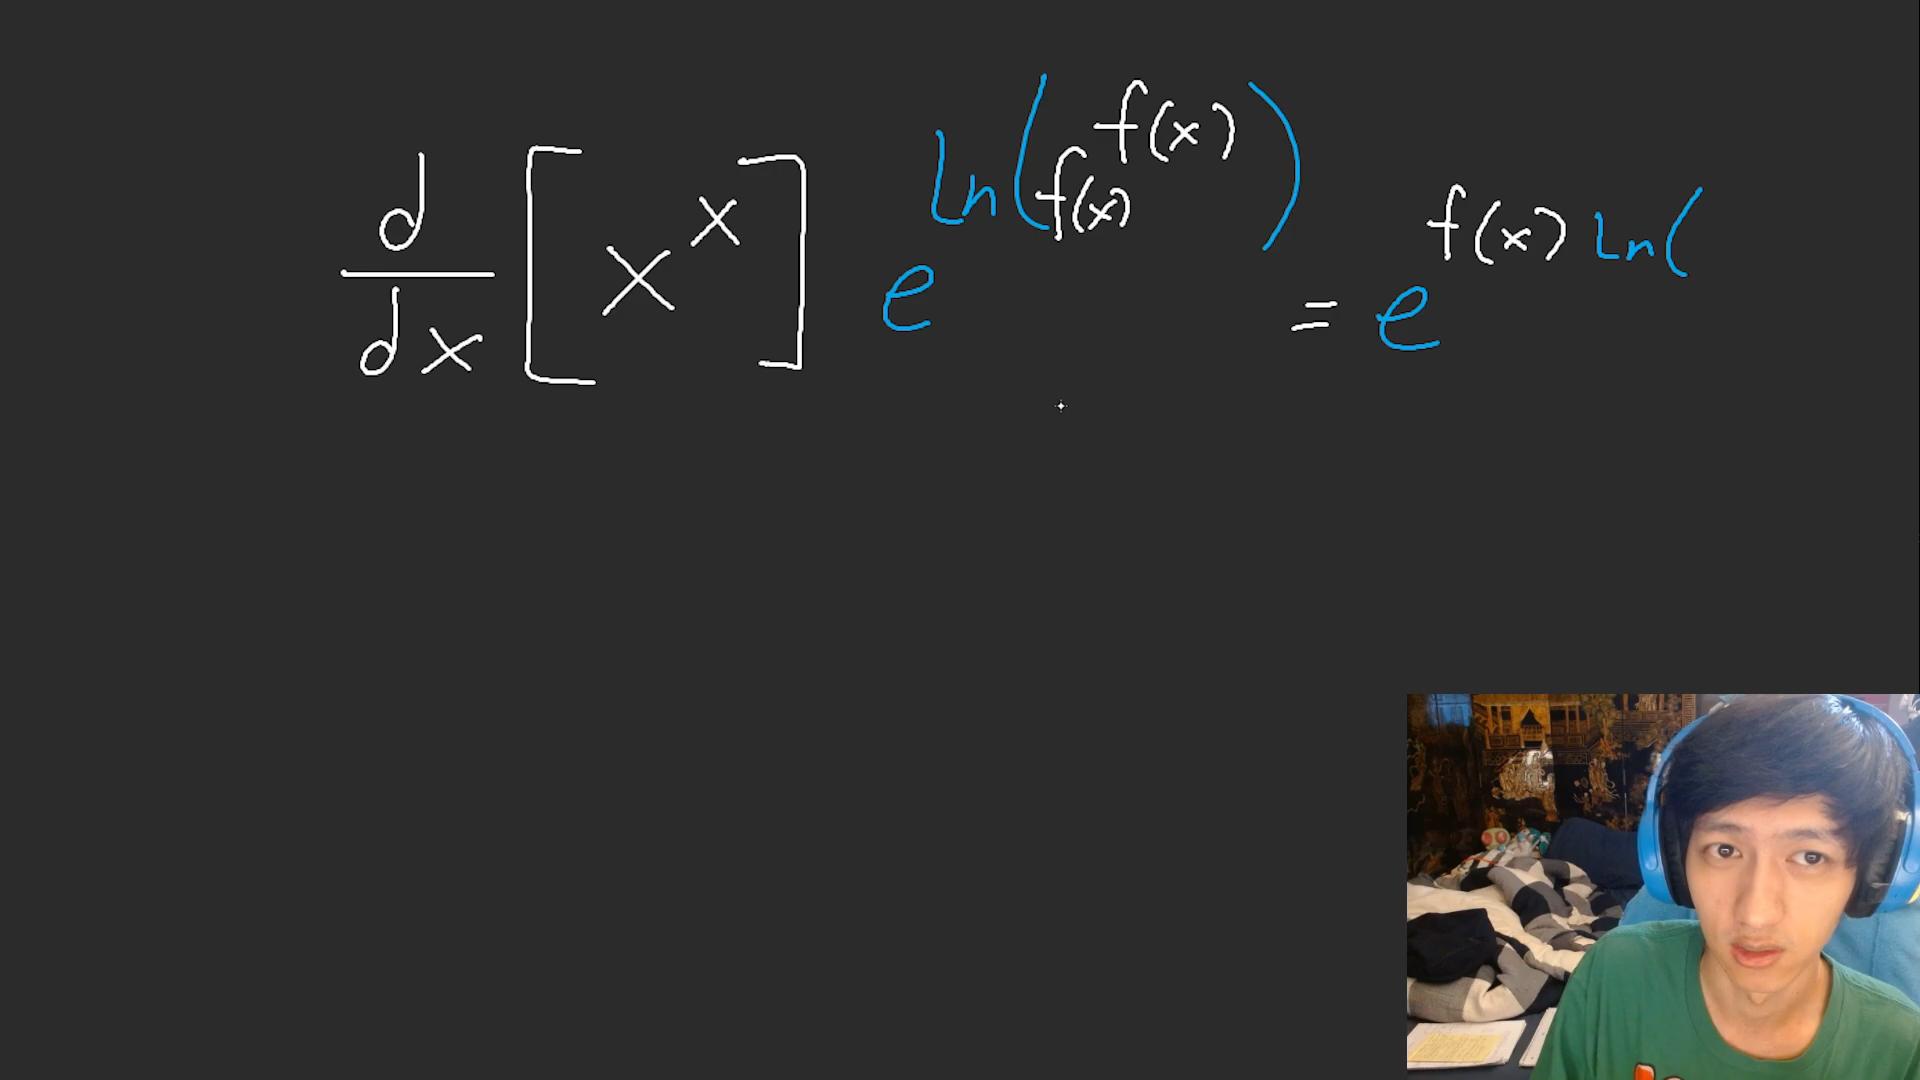 d/dx [x^x] e^ln(f(x)^f(x)) = e^f(x) ln(